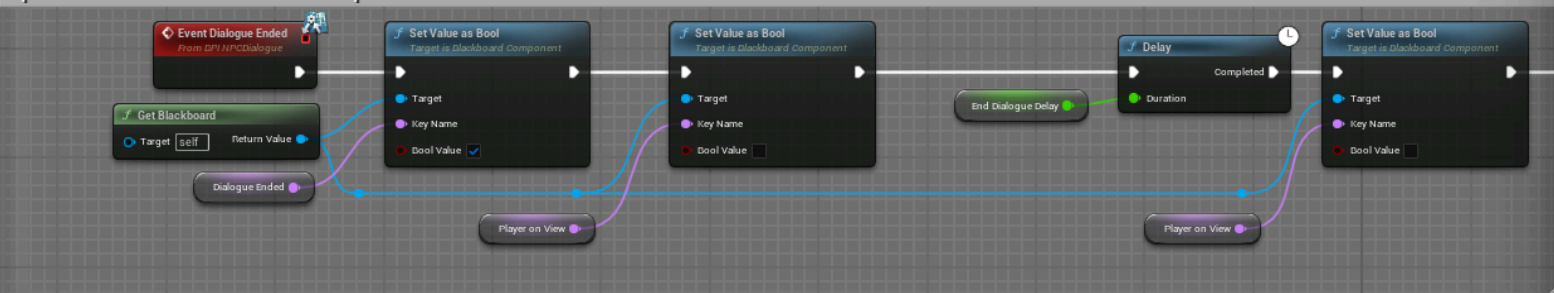 Event Dialogue Ended
From BPI NPCDialogue
Get Blackboard
Target self
Return Value
Dialogue Ended
Set Value as Bool
Target is Blackboard Component
Target
Key Name
Bool Value
Set Value as Bool
Target is Blackboard Component
Target
Key Name
Bool Value
Player on View
End Dialogue Delay
Delay
Completed
Duration
Set Value as Bool
Target is Blackboard Component
Target
Key Name
Bool Value
Player on View